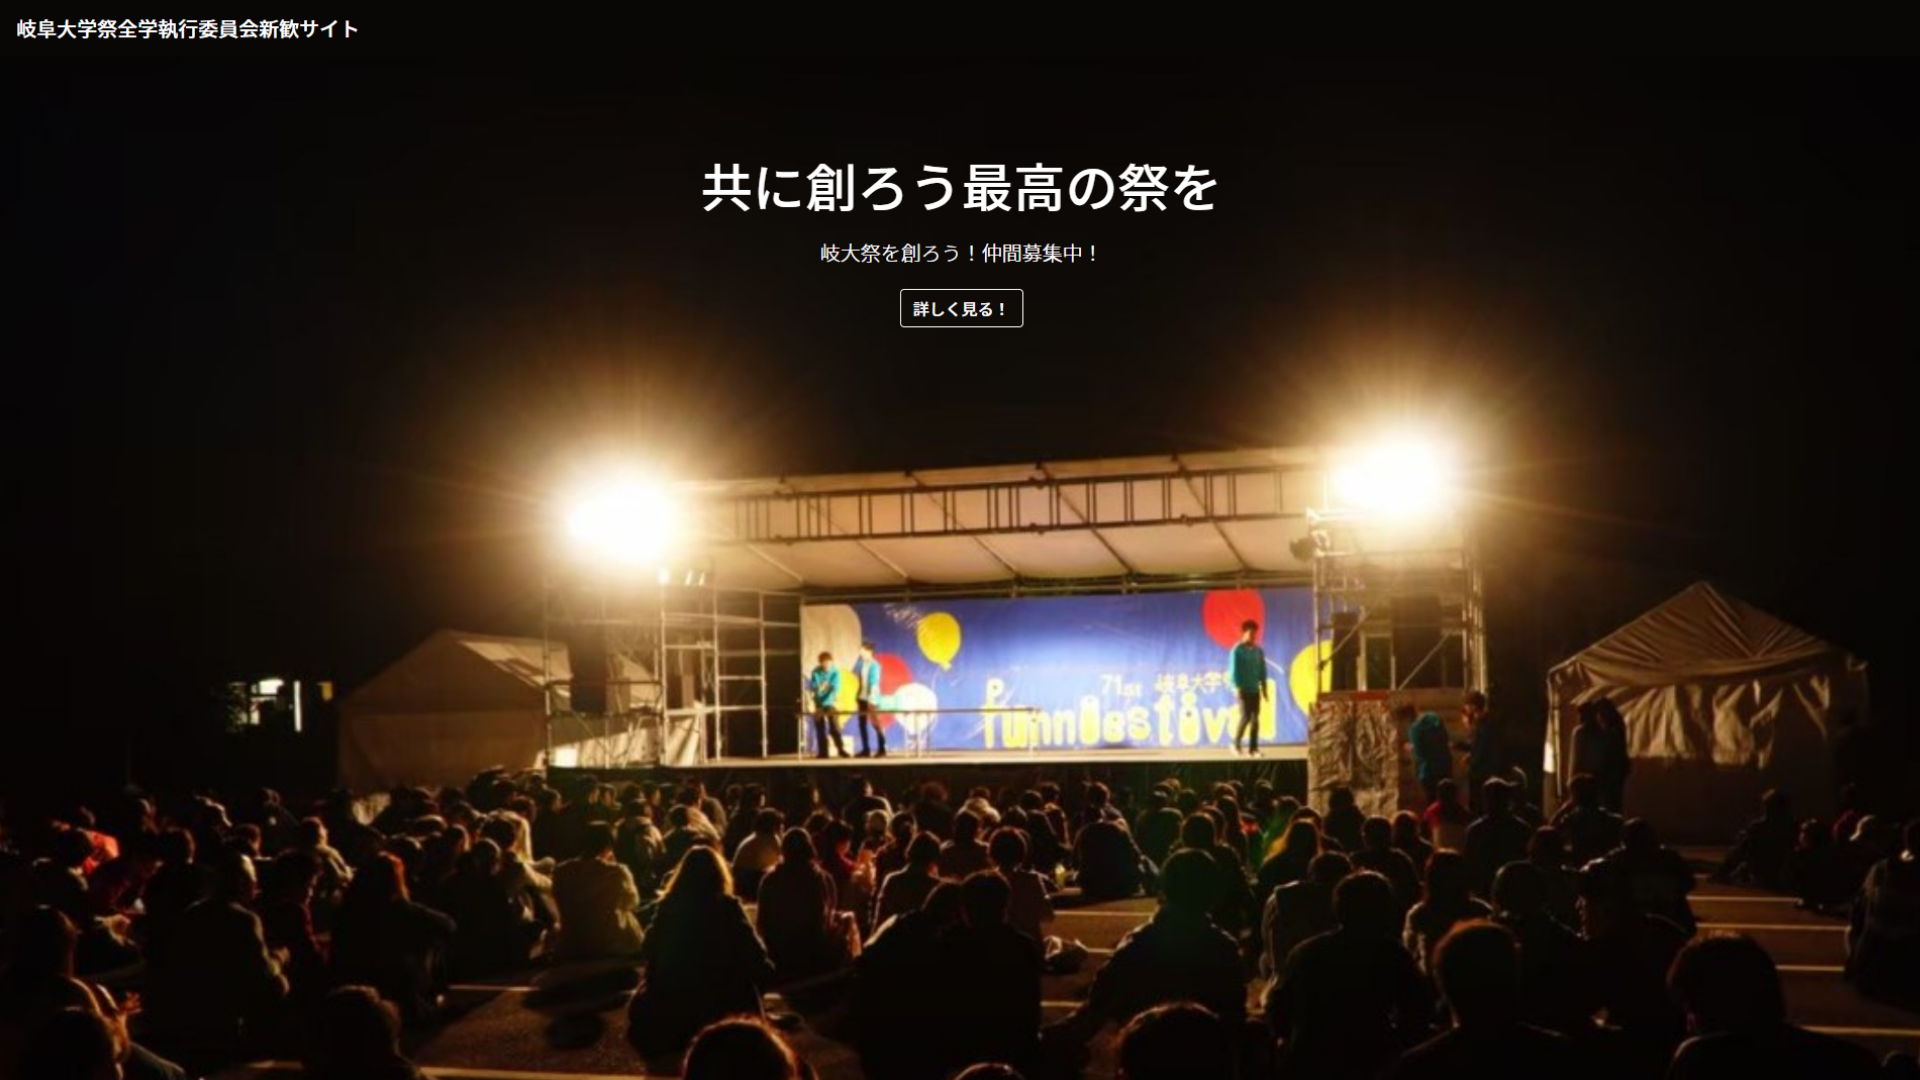 岐阜大学祭全学執行委員会新歓サイト
共に創ろう最高の祭を
岐大祭を創ろう！仲間募集中！
詳しく見る！
71st 岐阜大学祭
funniestival